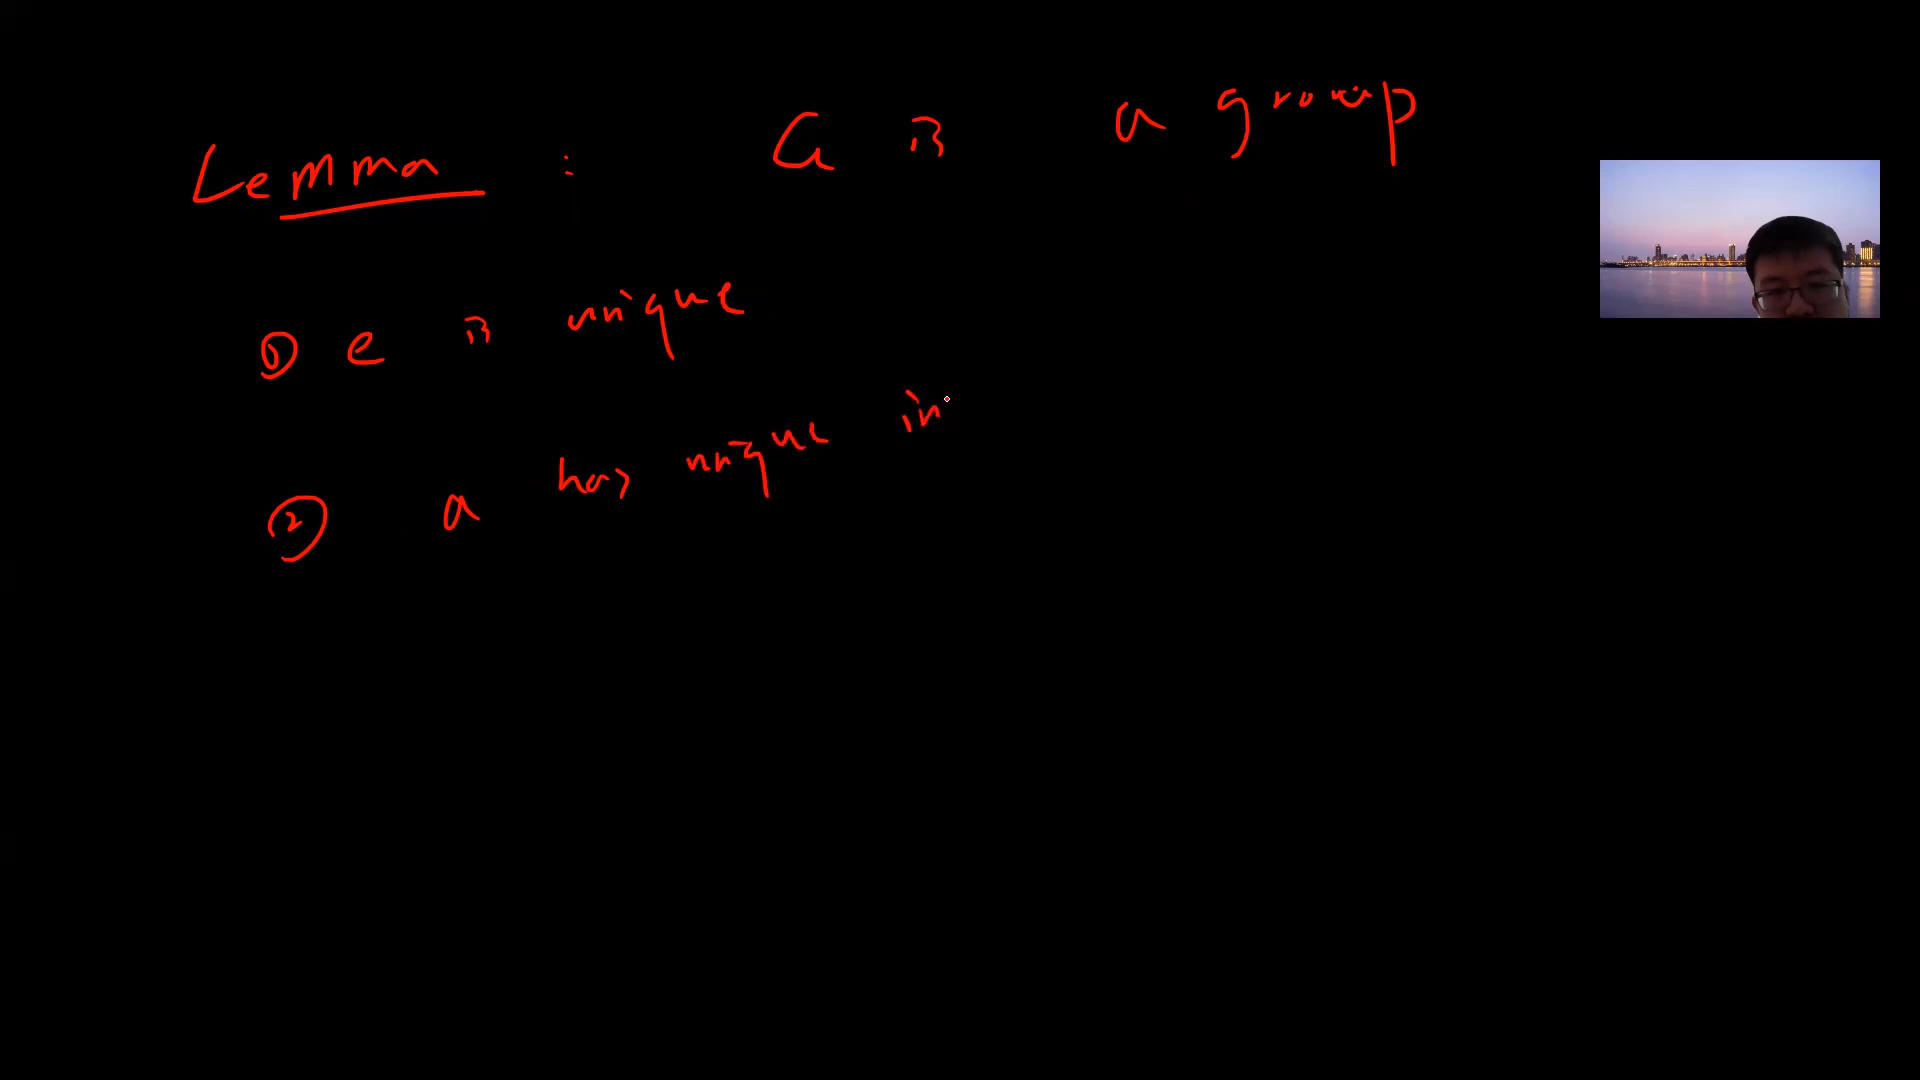 Lemma : G is a group
① e is unique
② a has unique in